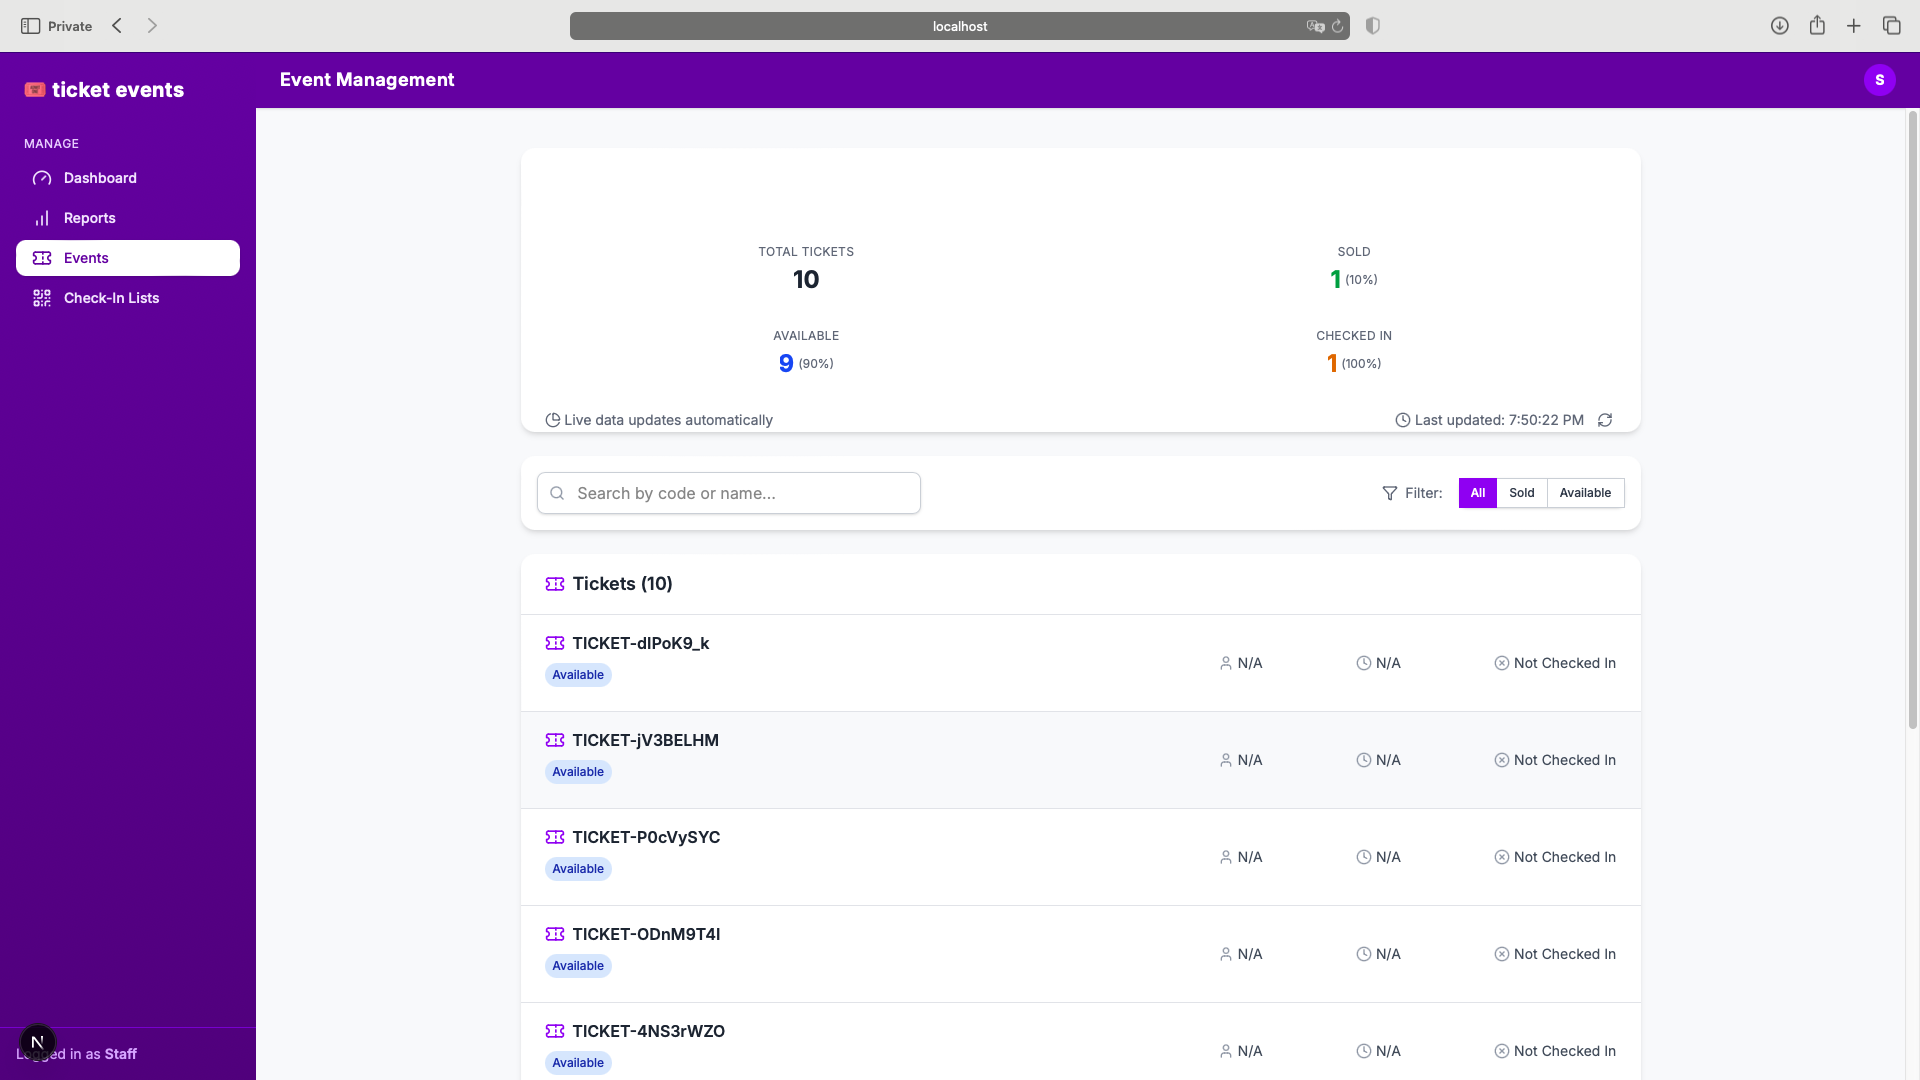 Private
localhost
ticket events
Event Management
S
MANAGE
Dashboard
Reports
Events
Check-In Lists
TOTAL TICKETS
10
SOLD
1 (10%)
AVAILABLE
9 (90%)
CHECKED IN
1 (100%)
Live data updates automatically
Last updated: 7:50:22 PM
Search by code or name...
Filter:
All
Sold
Available
Tickets (10)
TICKET-dlPoK9_k
Available
N/A
N/A
Not Checked In
TICKET-jV3BELHM
Available
N/A
N/A
Not Checked In
TICKET-P0cVySYC
Available
N/A
N/A
Not Checked In
TICKET-ODnM9T4l
Available
N/A
N/A
Not Checked In
TICKET-4NS3rWZO
Available
N/A
N/A
Not Checked In
N
Logged in as Staff